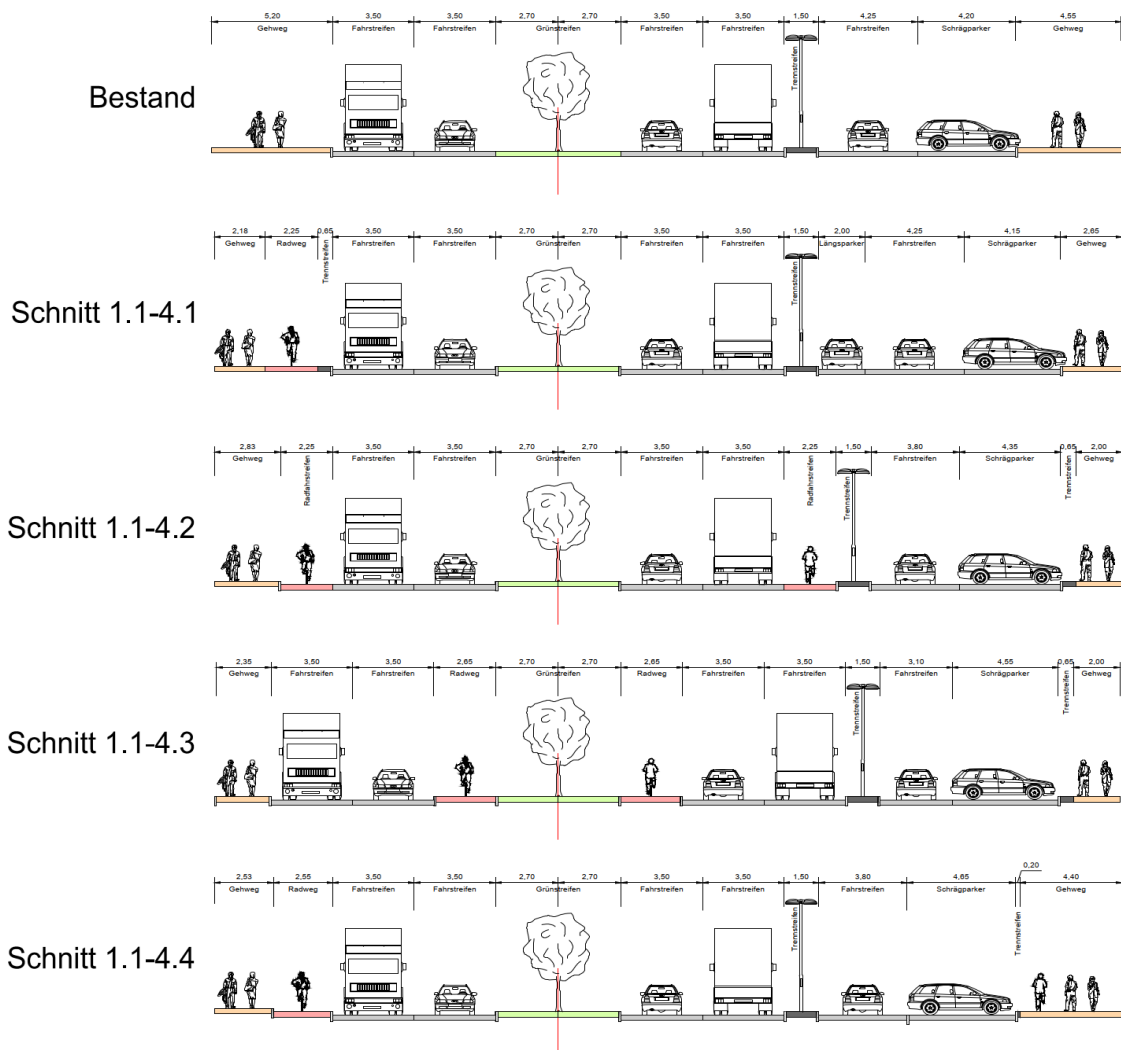 5,20 3,50 3,50 2,70 2,70 3,50 3,50 1,50 4,25 4,20 4,55
Gehweg Fahrstreifen Fahrstreifen Grünstreifen Fahrstreifen Fahrstreifen Trennstreifen Fahrstreifen Schrägparker Gehweg
Bestand
2,18 2,25 0,65 3,50 3,50 2,70 2,70 3,50 3,50 1,50 2,00 4,25 4,15 2,65
Gehweg Radweg Trennstreifen Fahrstreifen Fahrstreifen Grünstreifen Fahrstreifen Fahrstreifen Trennstreifen Längsparker Fahrstreifen Schrägparker Gehweg
Schnitt 1.1-4.1
2,83 2,25 3,50 3,50 2,70 2,70 3,50 3,50 2,25 1,50 3,80 4,35 0,65 2,00
Gehweg Radfahrstreifen Fahrstreifen Fahrstreifen Grünstreifen Fahrstreifen Fahrstreifen Radfahrstreifen Trennstreifen Fahrstreifen Schrägparker Trennstreifen Gehweg
Schnitt 1.1-4.2
2,35 3,50 3,50 2,65 2,70 2,70 2,65 3,50 3,50 1,50 3,10 4,55 0,65 2,00
Gehweg Fahrstreifen Fahrstreifen Radweg Grünstreifen Radweg Fahrstreifen Fahrstreifen Trennstreifen Fahrstreifen Schrägparker Trennstreifen Gehweg
Schnitt 1.1-4.3
2,53 2,55 3,50 3,50 2,70 2,70 3,50 3,50 1,50 3,80 4,65 0,20 4,40
Gehweg Radweg Fahrstreifen Fahrstreifen Grünstreifen Fahrstreifen Fahrstreifen Trennstreifen Fahrstreifen Schrägparker Trennstreifen Gehweg
Schnitt 1.1-4.4